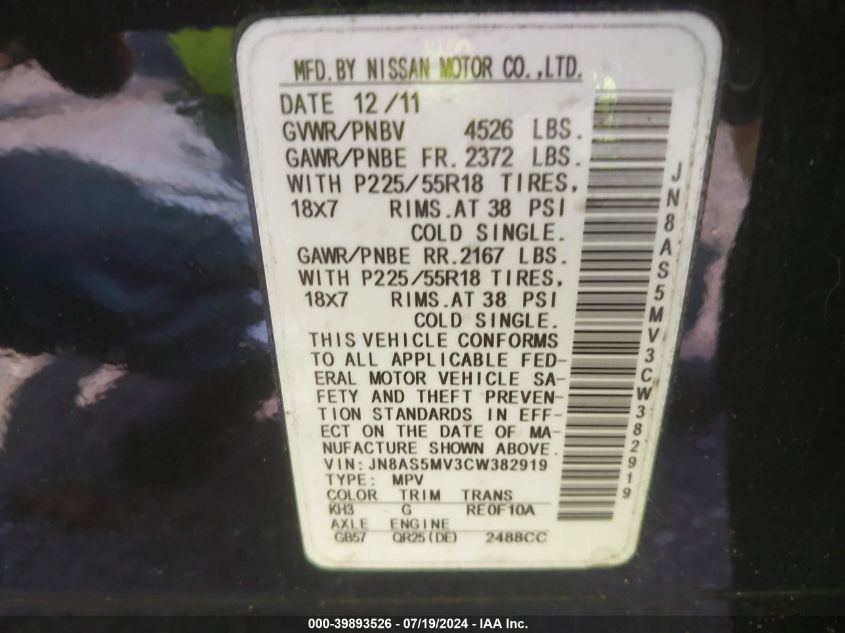 MFD. BY NISSAN MOTOR CO., LTD.
DATE 12 /11
GVWR/PNBV 4526 LBS.
GAWR/PNBE FR. 2372 LBS.
WITH P225/55R18 TIRES,
18x7 RIMS. AT 38 PSI
COLD SINGLE.
GAWR/PNBE RR. 2167 LBS.
WITH P225/55R18 TIRES,
18x7 RIMS. AT 38 PSI
COLD SINGLE.
THIS VEHICLE CONFORMS
TO ALL APPLICABLE FED-
ERAL MOTOR VEHICLE SA-
FETY AND THEFT PREVEN-
TION STANDARDS IN EFF-
ECT ON THE DATE OF MA-
NUFACTURE SHOWN ABOVE.
VIN: JN8AS5MV3CW382919
TYPE: MPV
COLOR TRIM TRANS
KH3 G RE0F10A
AXLE ENGINE
GB57 QR25(DE) 2488CC
JN8AS5MV3CW382919
000-39893526 - 07/19/2024 - IAA Inc.